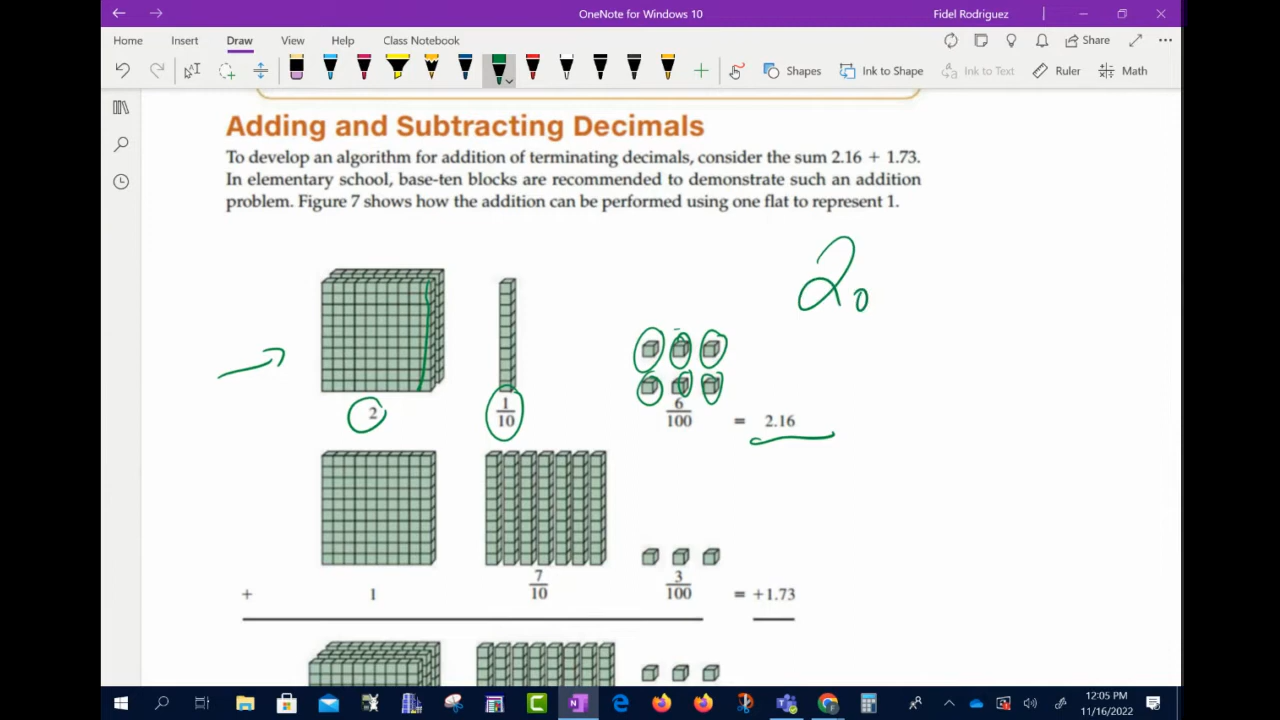 OneNote for Windows 10
Fidel Rodriguez
Home Insert Draw View Help Class Notebook
Share
Shapes Ink to Shape Ink to Text Ruler Math
Adding and Subtracting Decimals
To develop an algorithm for addition of terminating decimals, consider the sum 2.16 + 1.73.
In elementary school, base-ten blocks are recommended to demonstrate such an addition
problem. Figure 7 shows how the addition can be performed using one flat to represent 1.
2.
2 1/10 6/100 = 2.16
+ 1 7/10 3/100 = +1.73
12:05 PM
11/16/2022